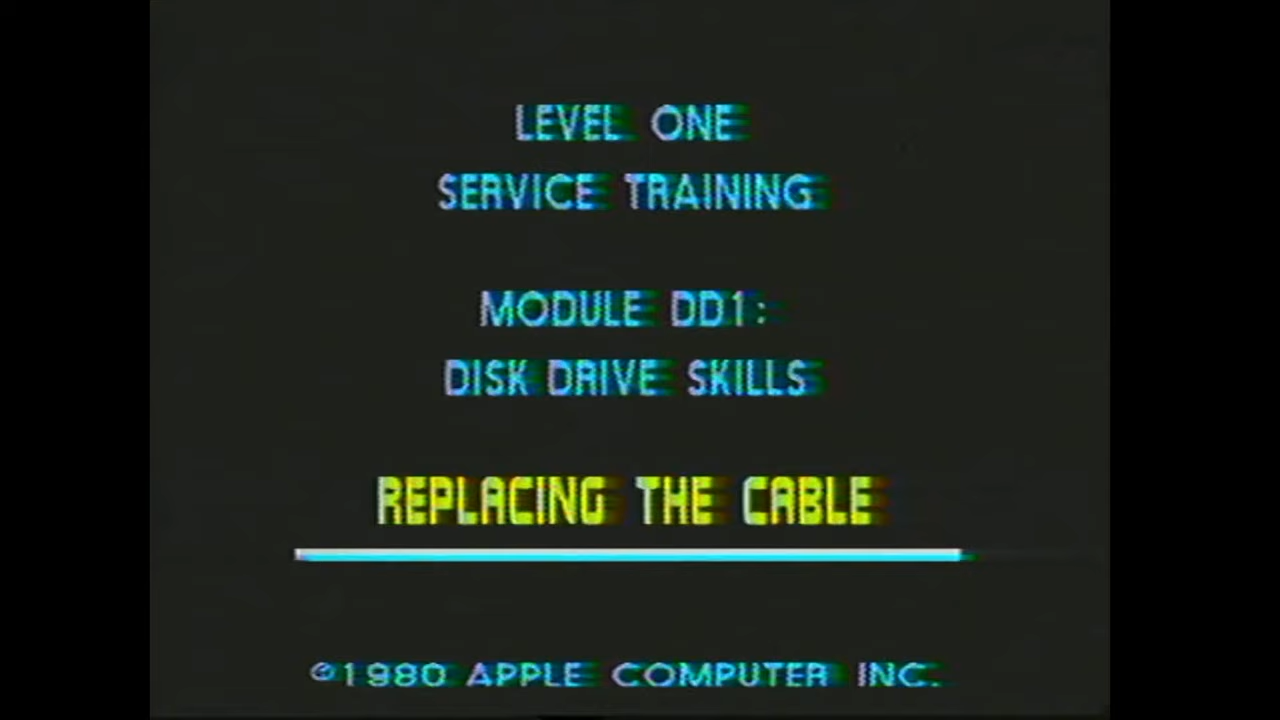 LEVEL ONE
SERVICE TRAINING
MODULE DD1:
DISK DRIVE SKILLS
REPLACING THE CABLE
©1980 APPLE COMPUTER INC.